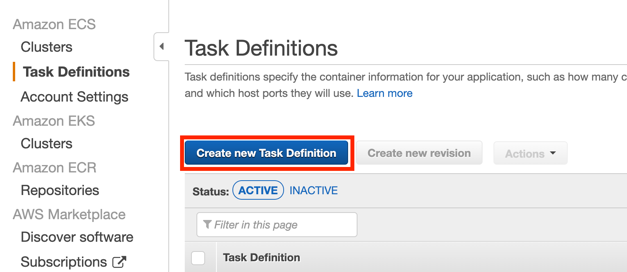 Amazon ECS
Clusters
Task Definitions
Account Settings
Amazon EKS
Clusters
Amazon ECR
Repositories
AWS Marketplace
Discover software
Subscriptions
Task Definitions
Task definitions specify the container information for your application, such as how many c
and which host ports they will use. Learn more
Create new Task Definition Create new revision Actions
Status: ACTIVE INACTIVE
Filter in this page
Task Definition